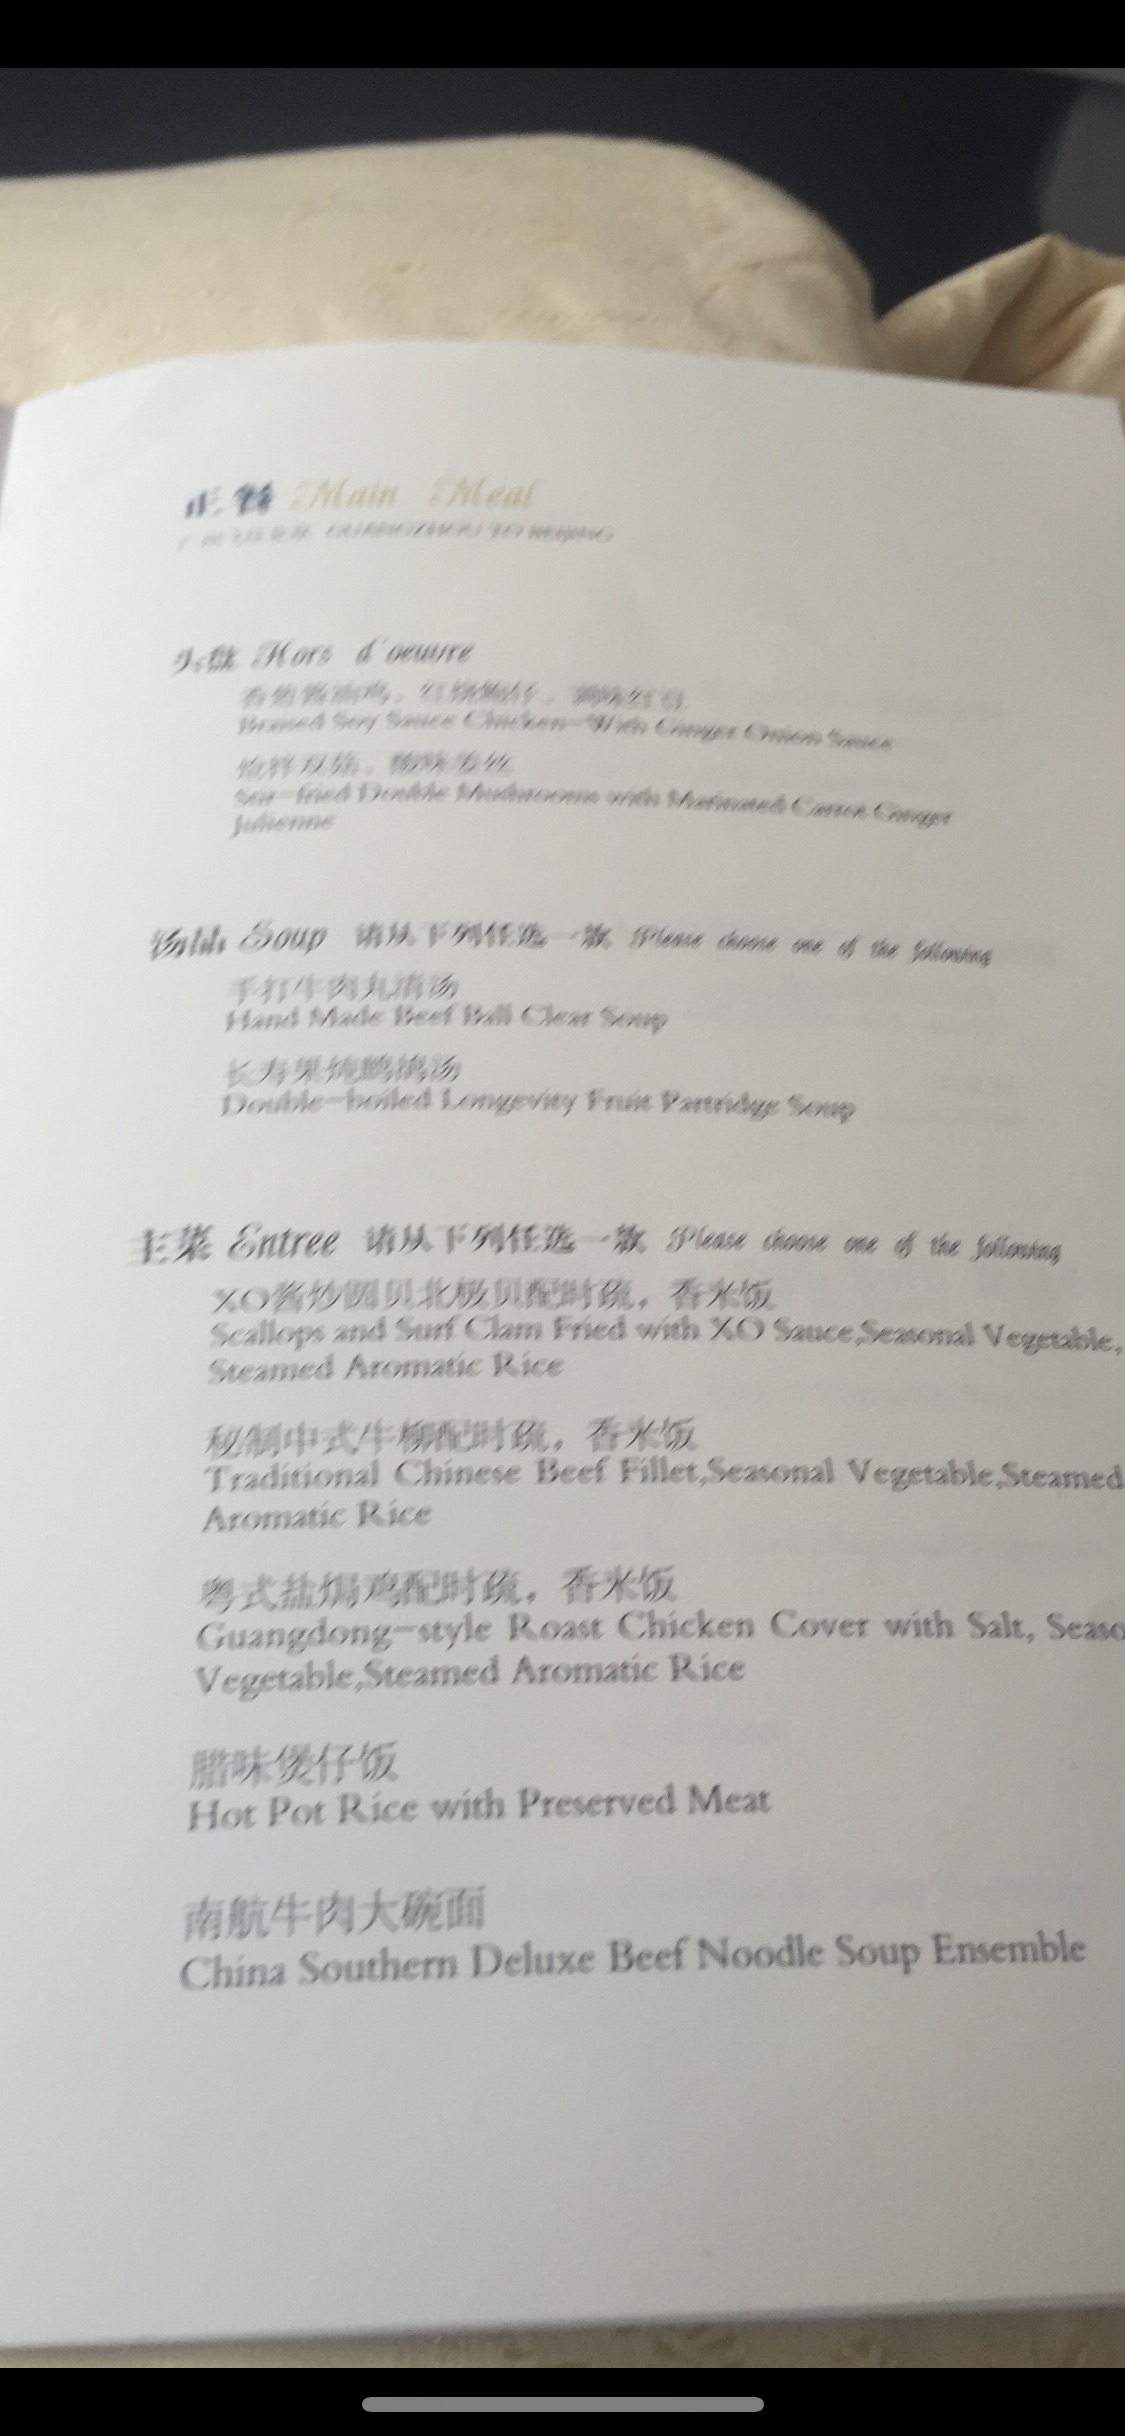 正餐 Main Meal
GUANGZHOU TO BEIJING
头盘 Hors d'oeuvre
Braised Soy Sauce Chicken-With Ginger Onion Sauce
Stir-fried Double Mushrooms with Marinated Carrot Ginger
Julienne
Soup 请从下列任选一款 Please choose one of the following
手打牛肉丸清汤
Hand Made Beef Ball Clear Soup
长寿果炖鹧鸪汤
Double-boiled Longevity Fruit Partridge Soup
主菜 Entree 请从下列任选一款 Please choose one of the following
XO酱炒圆贝北极贝配时蔬，香米饭
Scallops and Surf Clam Fried with XO Sauce,Seasonal Vegetable,
Steamed Aromatic Rice
秘制中式牛柳配时蔬，香米饭
Traditional Chinese Beef Fillet,Seasonal Vegetable,Steamed
Aromatic Rice
粤式盐焗鸡配时蔬，香米饭
Guangdong-style Roast Chicken Cover with Salt, Seaso
Vegetable,Steamed Aromatic Rice
腊味煲仔饭
Hot Pot Rice with Preserved Meat
南航牛肉大碗面
China Southern Deluxe Beef Noodle Soup Ensemble